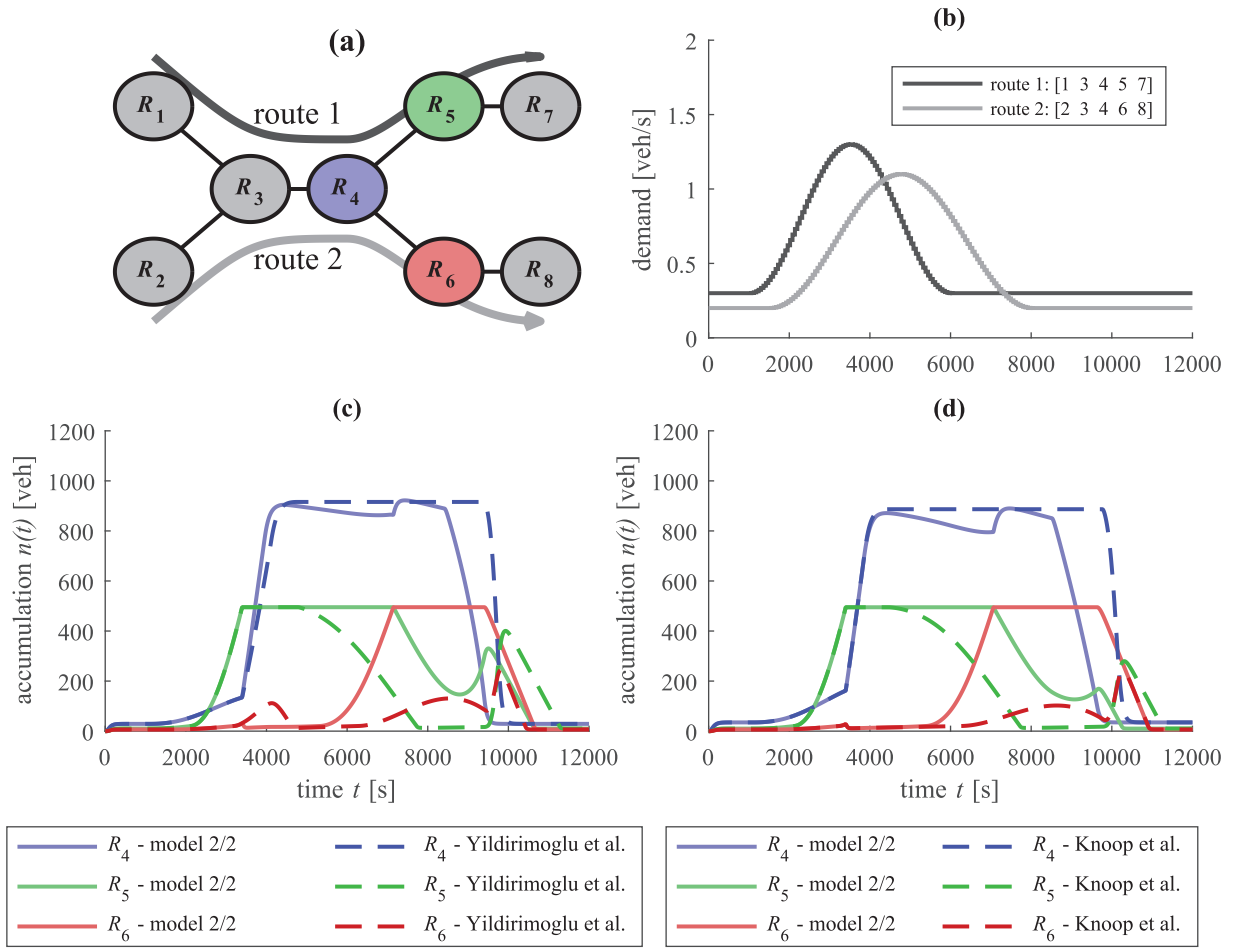 (a)
R1
R2
R3
R4
R5
R6
R7
R8
route 1
route 2
(b)
demand [veh/s]
2
1.5
1
0.5
0
0 2000 4000 6000 8000 10000 12000
route 1: [1 3 4 5 7]
route 2: [2 3 4 6 8]
(c)
accumulation n(t) [veh]
1200
1000
800
600
400
200
0
0 2000 4000 6000 8000 10000 12000
time t [s]
(d)
accumulation n(t) [veh]
1200
1000
800
600
400
200
0
0 2000 4000 6000 8000 10000 12000
time t [s]
R4 - model 2/2
R5 - model 2/2
R6 - model 2/2
R4 - Yildirimoglu et al.
R5 - Yildirimoglu et al.
R6 - Yildirimoglu et al.
R4 - model 2/2
R5 - model 2/2
R6 - model 2/2
R4 - Knoop et al.
R5 - Knoop et al.
R6 - Knoop et al.